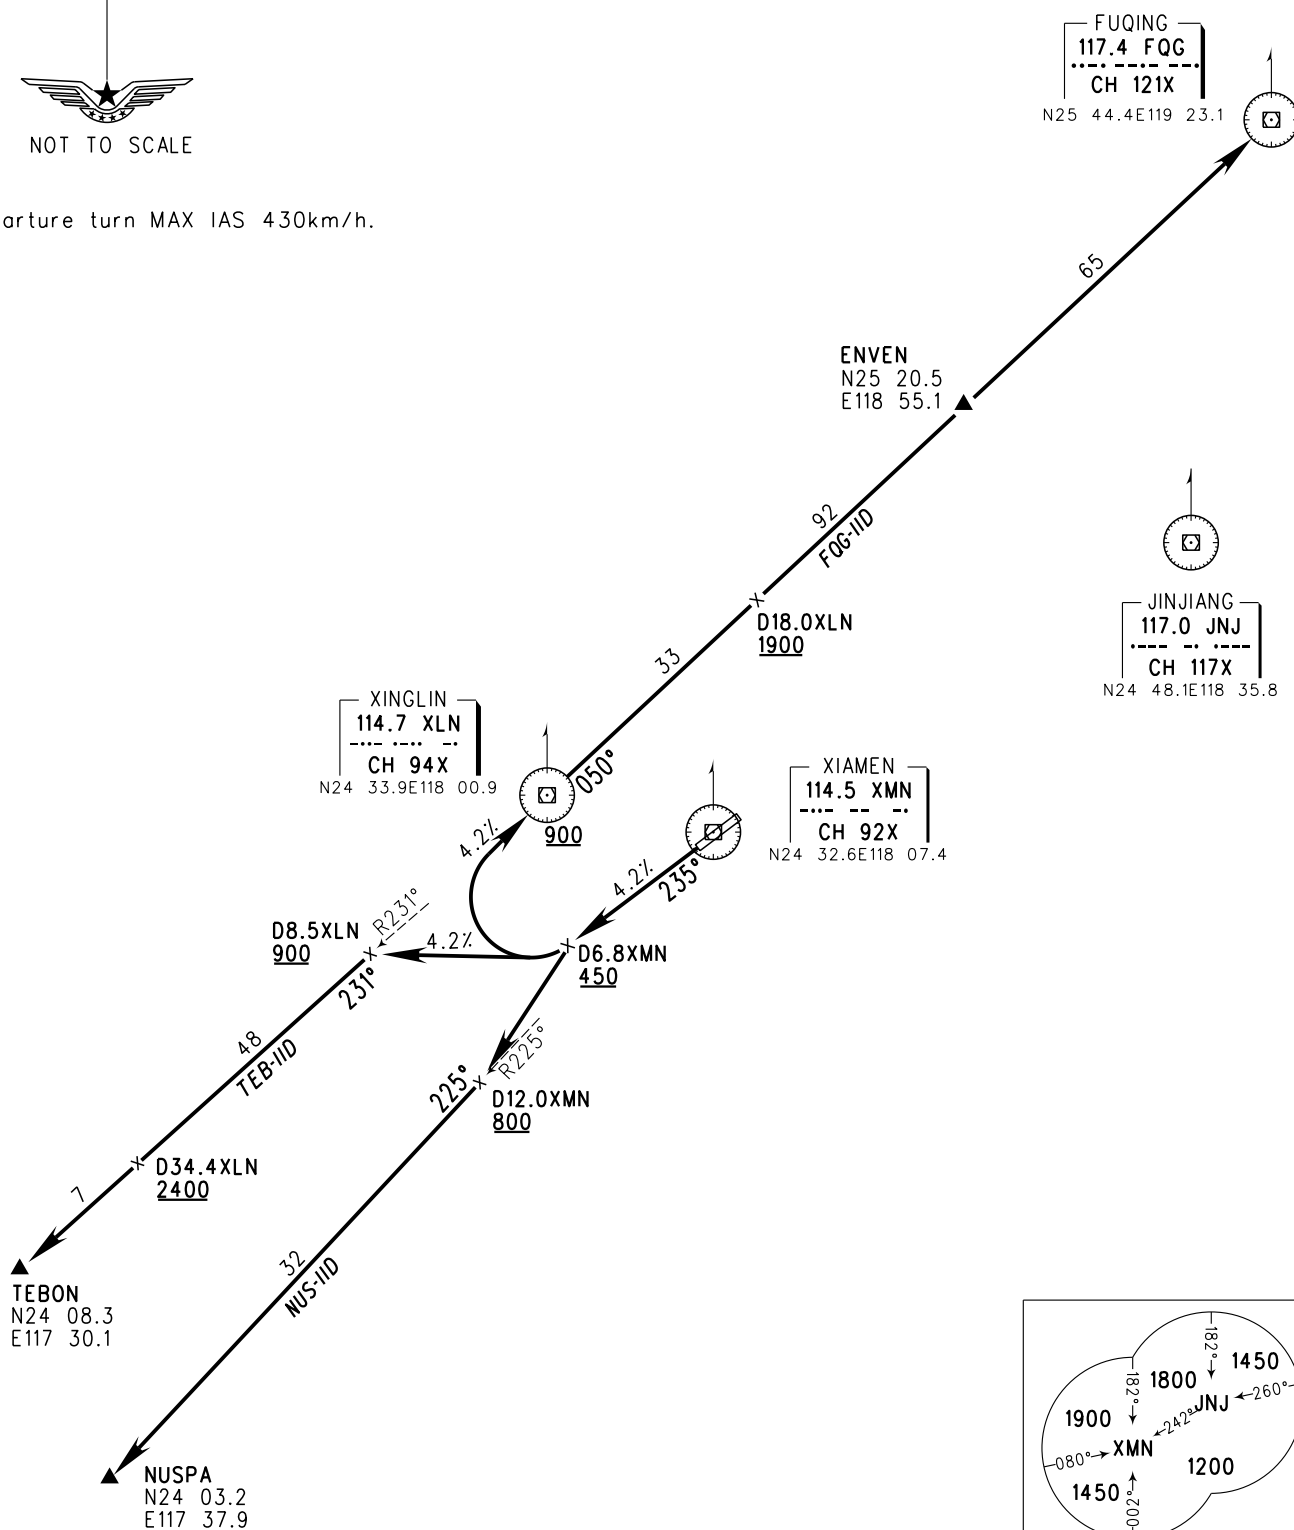 NOT TO SCALE
arture turn MAX IAS 430km/h.
FUQING
117.4 FQG
CH 121X
N25 44.4E119 23.1
65
ENVEN
N25 20.5
E118 55.1
92
FQG-IID
JINJIANG
117.0 JNJ
CH 117X
N24 48.1E118 35.8
D18.0XLN
1900
33
XINGLIN
114.7 XLN
CH 94X
N24 33.9E118 00.9
050°
900
4.2%
XIAMEN
114.5 XMN
CH 92X
N24 32.6E118 07.4
4.2%
235°
D8.5XLN
900
R231°
4.2%
231°
D6.8XMN
450
R225°
225°
D12.0XMN
800
48
TEB-IID
D34.4XLN
2400
7
TEBON
N24 08.3
E117 30.1
32
NUS-IID
NUSPA
N24 03.2
E117 37.9
182°
1450
1800
JNJ
260°
182°
1900
242°
080°
XMN
1200
1450
002°